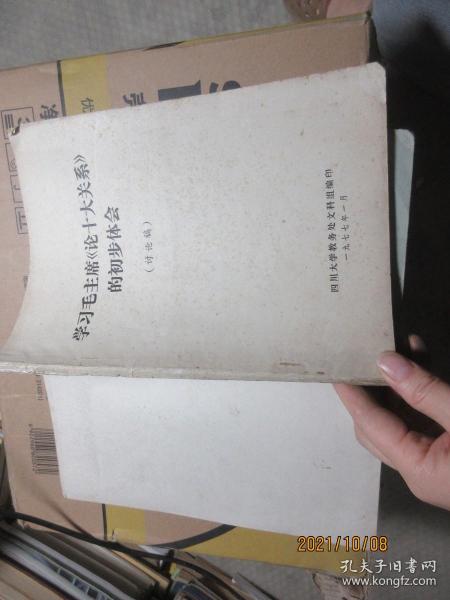 学习毛主席《论十大关系》
的初步体会
（讨论稿）
四川大学教务处文科组编印
一九七七年一月
2021/10/08
孔夫子旧书网
www.kongfz.com